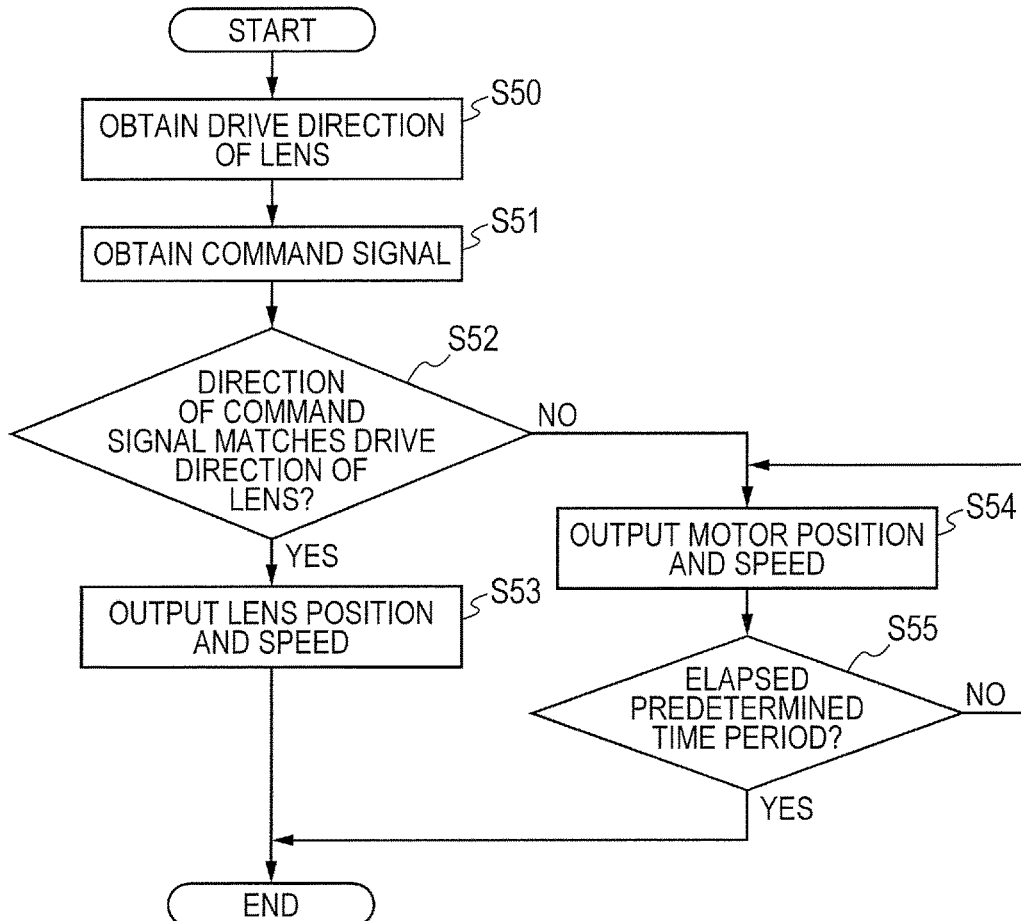 START
S50
OBTAIN DRIVE DIRECTION
OF LENS
S51
OBTAIN COMMAND SIGNAL
S52
DIRECTION
OF COMMAND
SIGNAL MATCHES DRIVE
DIRECTION OF
LENS?
NO
YES
S53
OUTPUT LENS POSITION
AND SPEED
S54
OUTPUT MOTOR POSITION
AND SPEED
S55
ELAPSED
PREDETERMINED
TIME PERIOD?
NO
YES
END